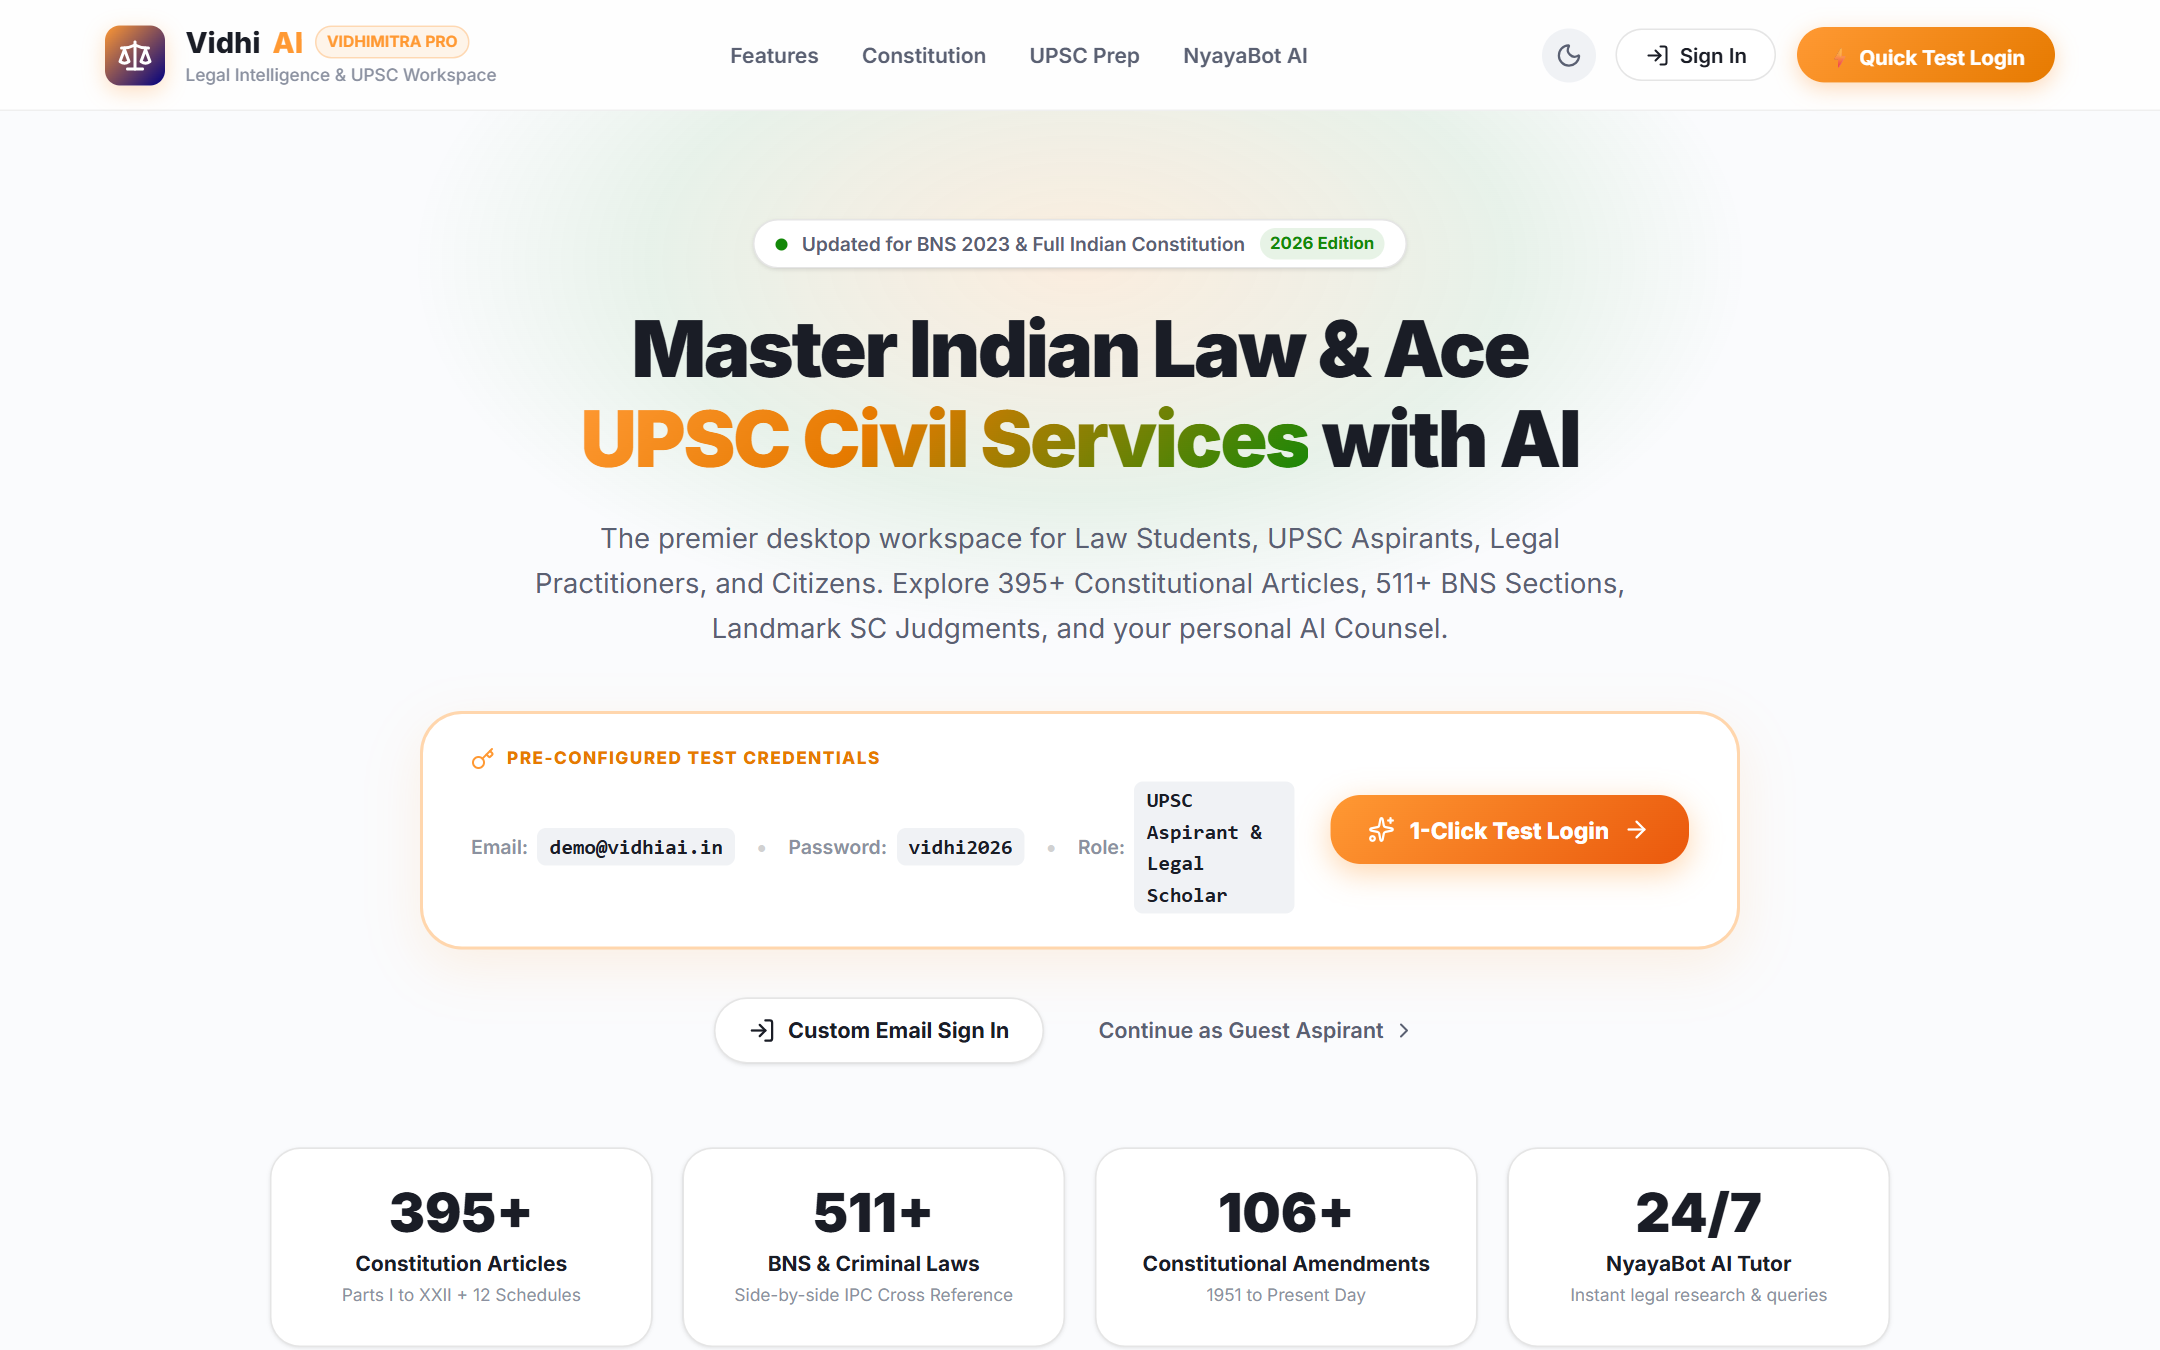 Vidhi AI VIDHIMITRA PRO
Legal Intelligence & UPSC Workspace
Features Constitution UPSC Prep NyayaBot AI
Sign In
Quick Test Login
Updated for BNS 2023 & Full Indian Constitution 2026 Edition
Master Indian Law & Ace
UPSC Civil Services with AI
The premier desktop workspace for Law Students, UPSC Aspirants, Legal
Practitioners, and Citizens. Explore 395+ Constitutional Articles, 511+ BNS Sections,
Landmark SC Judgments, and your personal AI Counsel.
PRE-CONFIGURED TEST CREDENTIALS
Email: demo@vidhiai.in • Password: vidhi2026 • Role:
UPSC
Aspirant &
Legal
Scholar
1-Click Test Login
Custom Email Sign In
Continue as Guest Aspirant
395+
Constitution Articles
Parts I to XXII + 12 Schedules
511+
BNS & Criminal Laws
Side-by-side IPC Cross Reference
106+
Constitutional Amendments
1951 to Present Day
24/7
NyayaBot AI Tutor
Instant legal research & queries